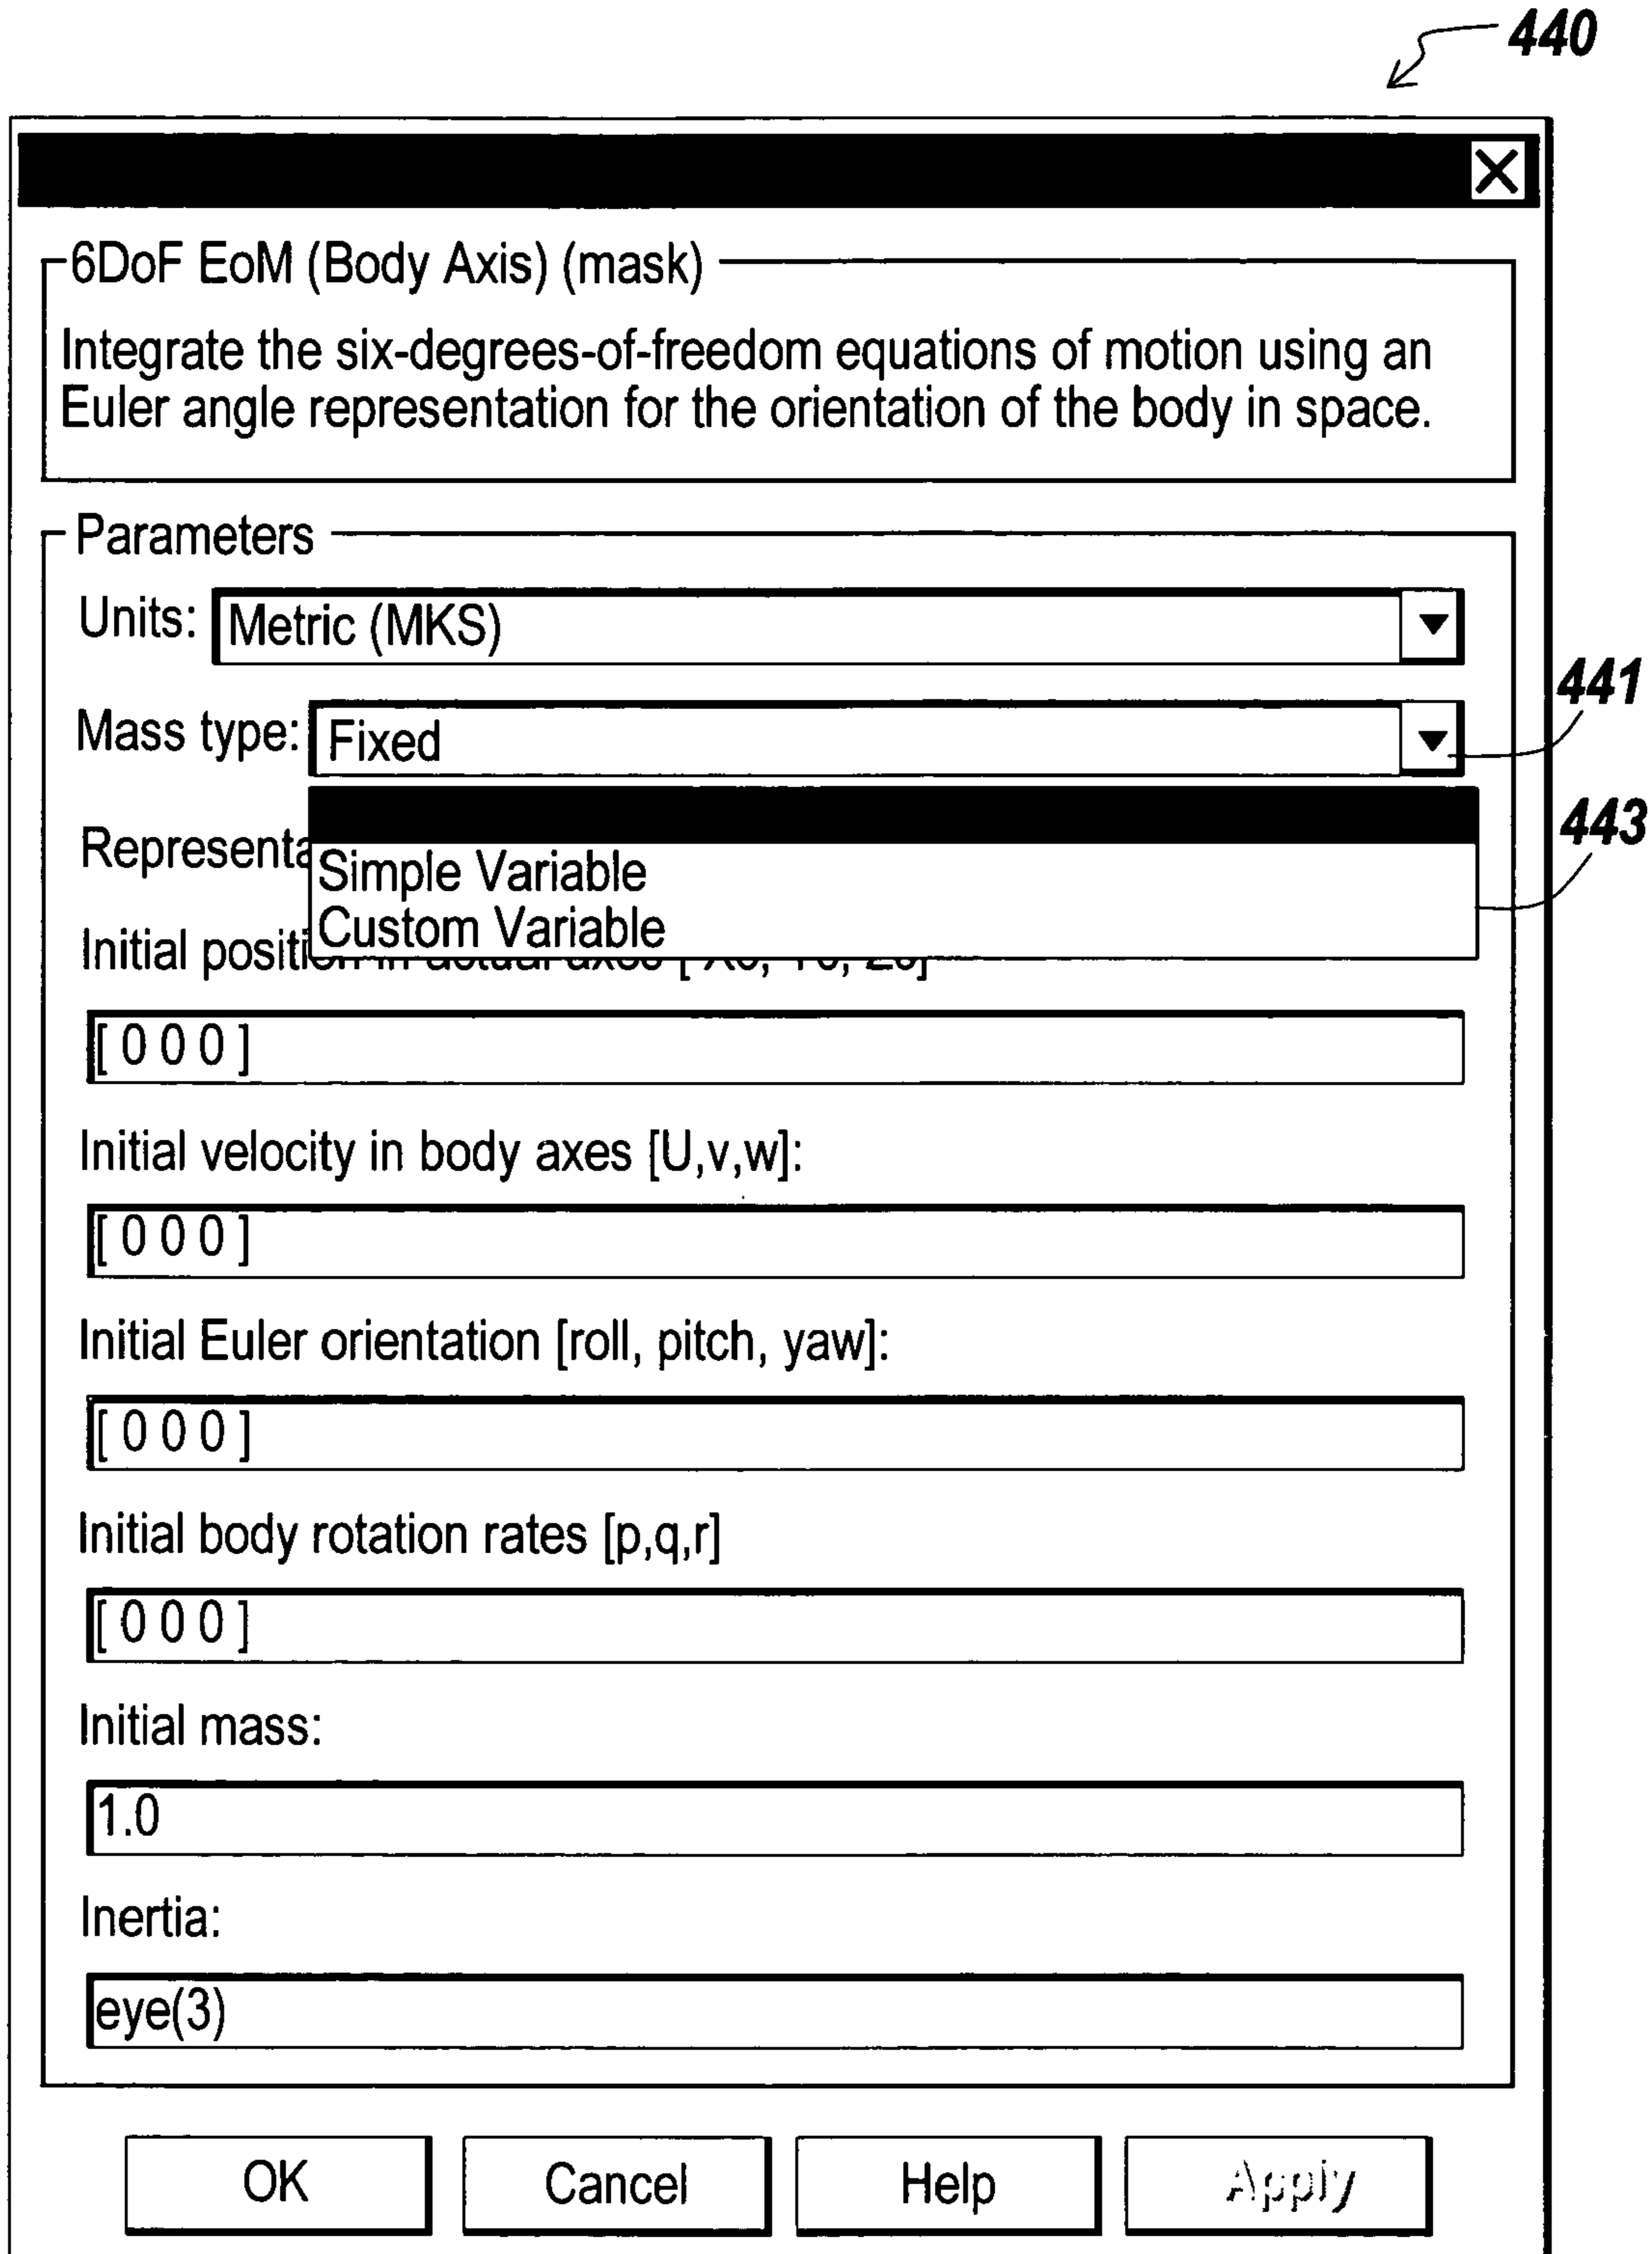 440
6DoF EoM (Body Axis) (mask)
Integrate the six-degrees-of-freedom equations of motion using an
Euler angle representation for the orientation of the body in space.
Parameters
Units: Metric (MKS)
441
Mass type: Fixed
443
Representa
Simple Variable
Custom Variable
Initial positi
[ 0 0 0 ]
Initial velocity in body axes [U,v,w]:
[ 0 0 0 ]
Initial Euler orientation [roll, pitch, yaw]:
[ 0 0 0 ]
Initial body rotation rates [p,q,r]
[ 0 0 0 ]
Initial mass:
1.0
Inertia:
eye(3)
OK Cancel Help Apply